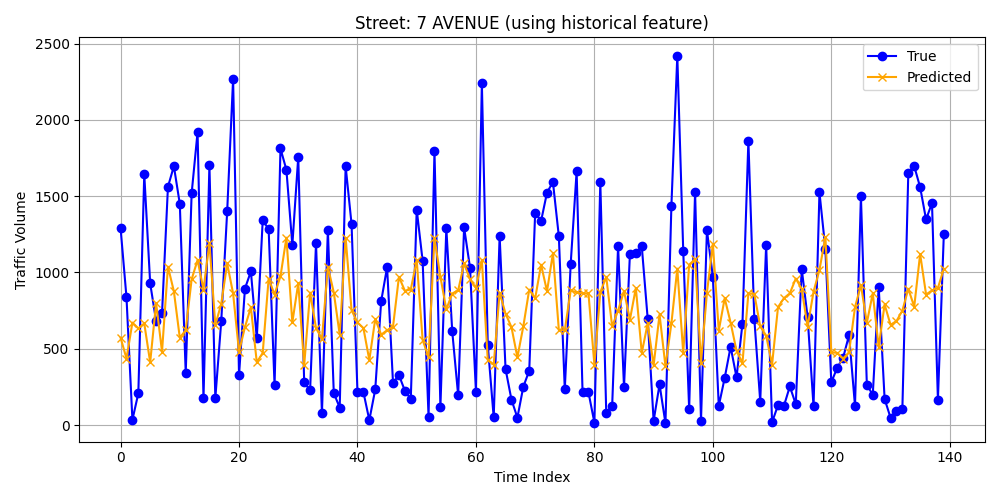 Street: 7 AVENUE (using historical feature)
True
Predicted
Traffic Volume
2500
2000
1500
1000
500
0
0 20 40 60 80 100 120 140
Time Index